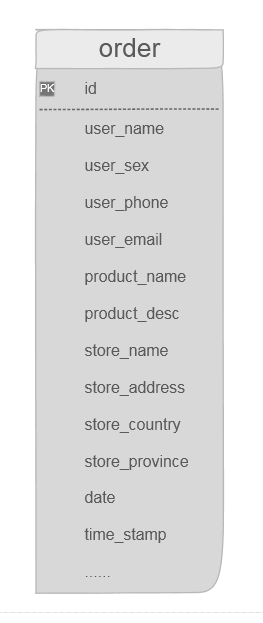 order
PK id
user_name
user_sex
user_phone
user_email
product_name
product_desc
store_name
store_address
store_country
store_province
date
time_stamp
......